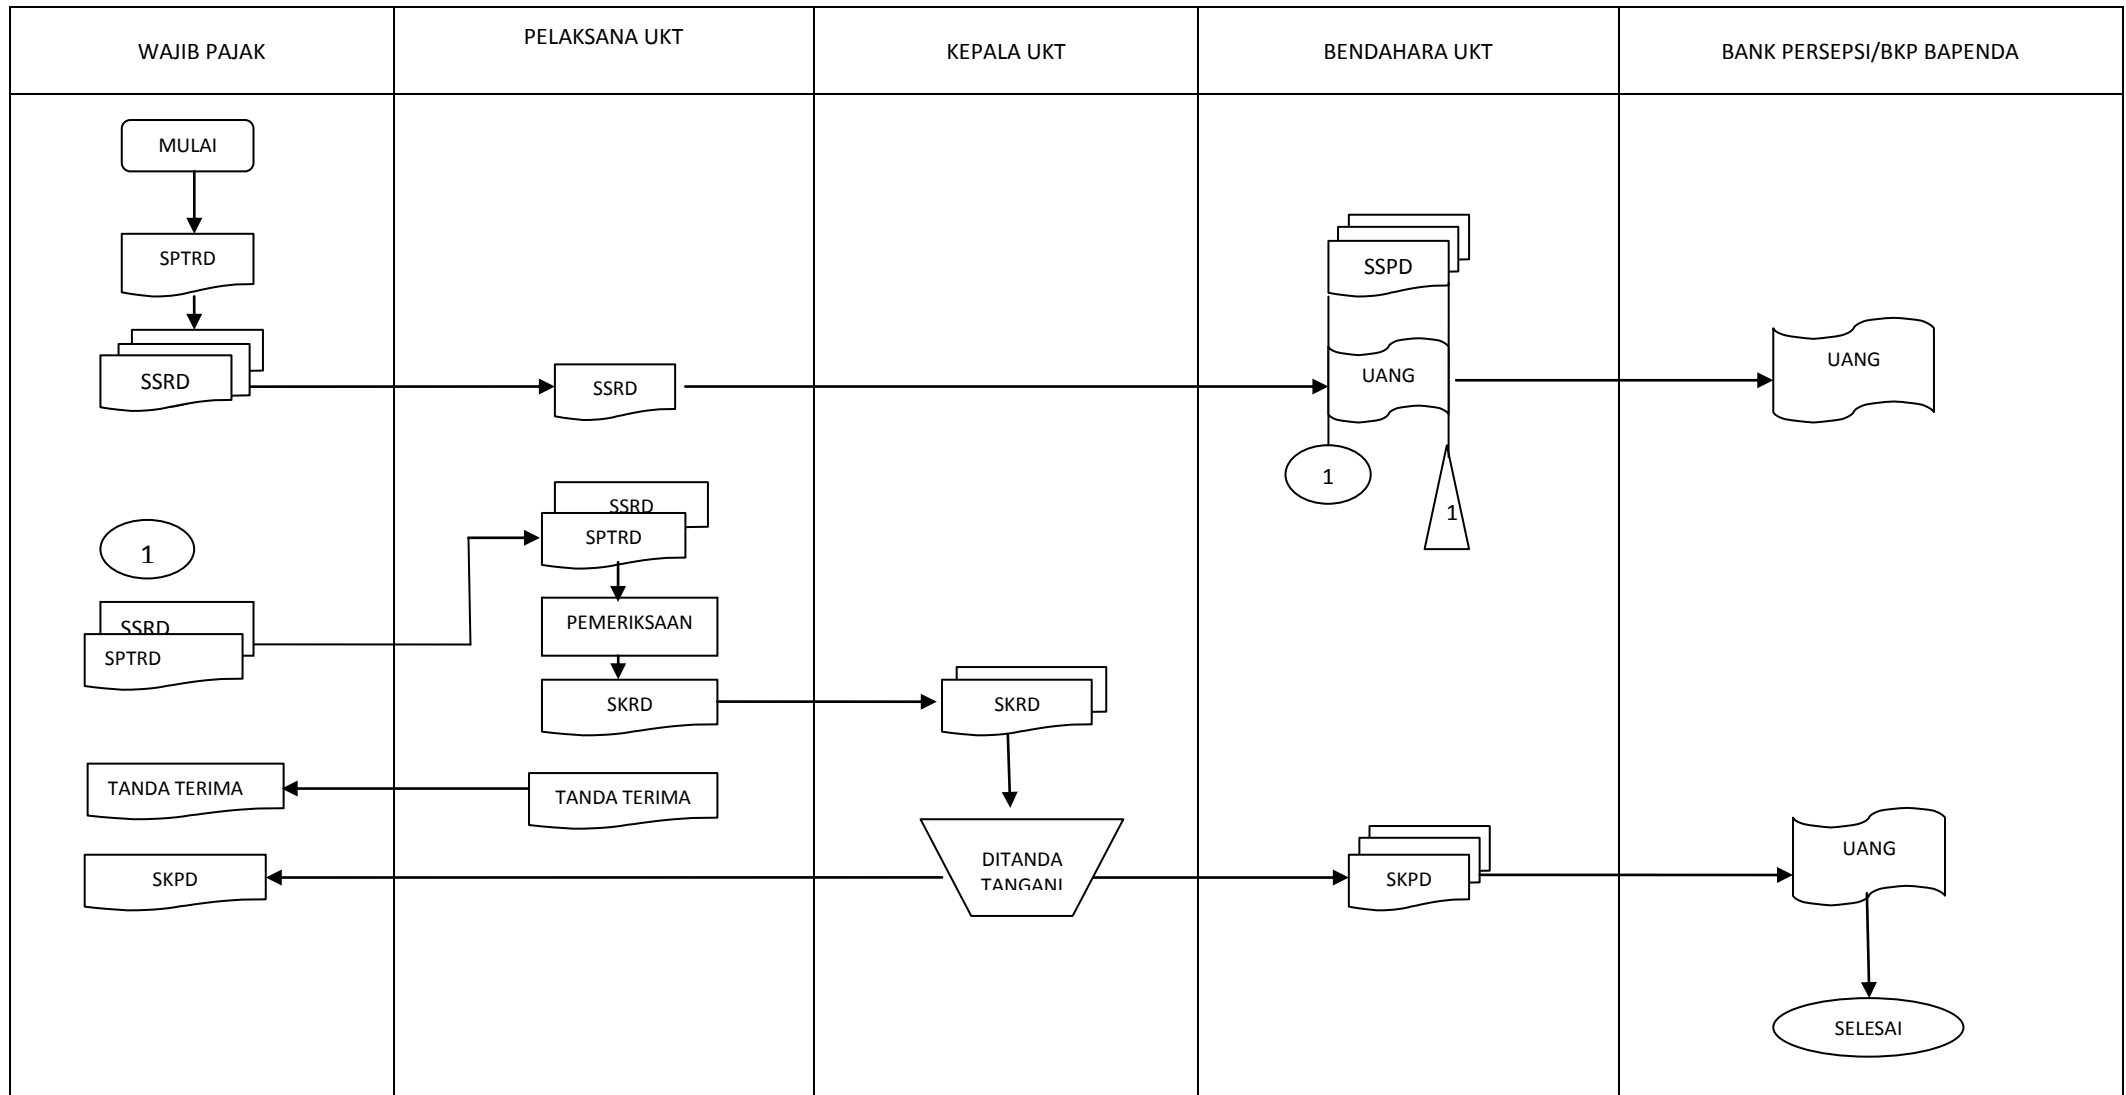 WAJIB PAJAK
PELAKSANA UKT
KEPALA UKT
BENDAHARA UKT
BANK PERSEPSI/BKP BAPENDA
MULAI
SPTRD
SSPD
SSRD
SSRD
UANG
UANG
1
1
SSRD
SPTRD
1
SSRD
SPTRD
PEMERIKSAAN
SKRD
SKRD
TANDA TERIMA
TANDA TERIMA
SKPD
DITANDA
TANGANI
SKPD
UANG
SELESAI